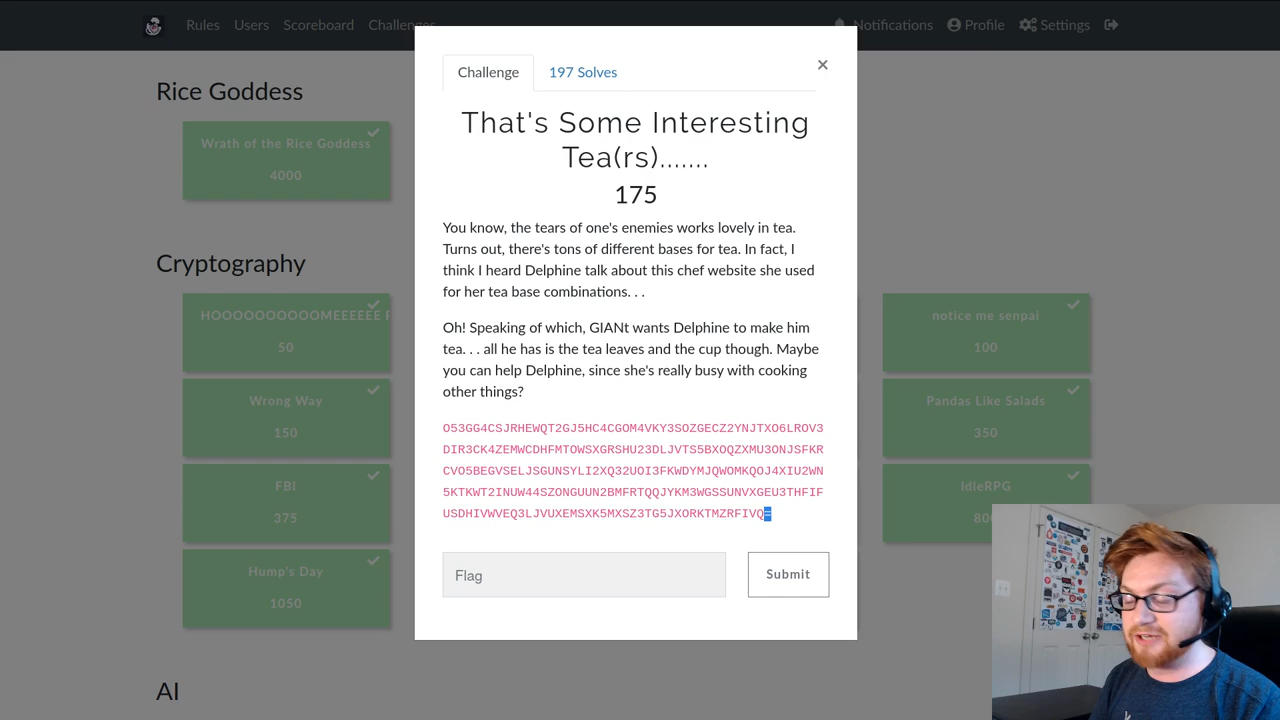 Rules Users Scoreboard Challenges Notifications Profile Settings
Challenge 197 Solves ×
Rice Goddess
That's Some Interesting
Tea(rs).......
Wrath of the Rice Goddess
4000
175
You know, the tears of one's enemies works lovely in tea.
Turns out, there's tons of different bases for tea. In fact, I
think I heard Delphine talk about this chef website she used
for her tea base combinations. . .
Cryptography
Oh! Speaking of which, GIANt wants Delphine to make him
tea. . . all he has is the tea leaves and the cup though. Maybe
you can help Delphine, since she's really busy with cooking
other things?
HOOOOOOOOOOMEEEEEE R
50
notice me senpai
100
Wrong Way
150
Pandas Like Salads
350
O53GG4CSJRHEWQT2GJ5HC4CGOM4VKY3SOZGECZ2YNJTXO6LROV3
DIR3CK4ZEMWCDHFMTOWSXGRSHU23DLJVTS5BXOQZXMU3ONJSFKR
CVO5BEGVSELJSGUNSYLI2XQ32UOI3FKWDYMJQWOMKQOJ4XIU2WN
5KTKWT2INUW44SZONGUUN2BMFRTQQJYKM3WGSSUNVXGEU3THFIF
USDHIVWVEQ3LJVUXEMSXK5MXSZ3TG5JXORKTMZRFIVQ=
FBI
375
IdleRPG
80
Hump's Day
1050
Flag
Submit
AI